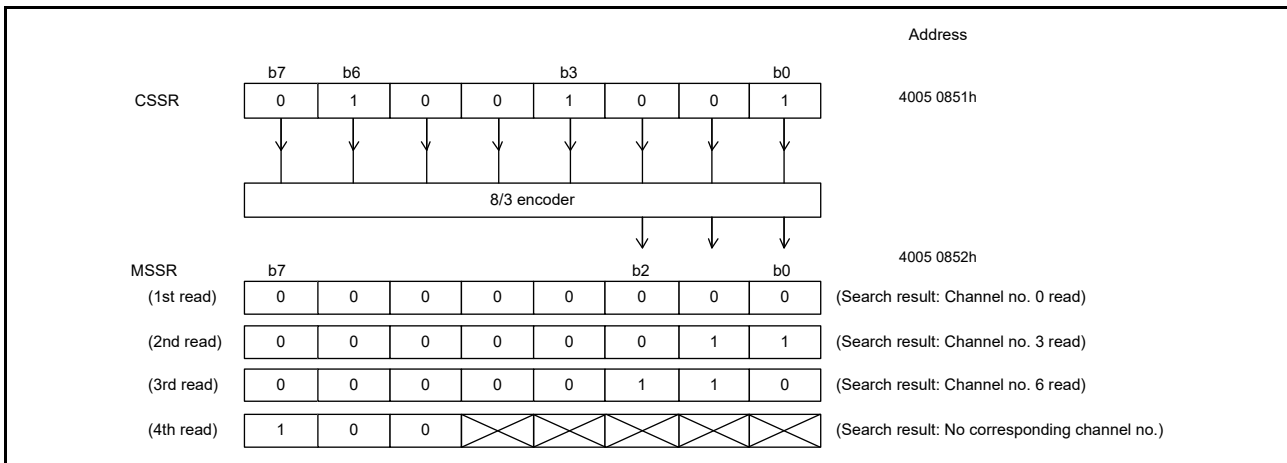 Address
b7 b6 b3 b0
CSSR 0 1 0 0 1 0 0 1 4005 0851h
8/3 encoder
4005 0852h
MSSR b7 b2 b0
(1st read) 0 0 0 0 0 0 0 0 (Search result: Channel no. 0 read)
(2nd read) 0 0 0 0 0 0 1 1 (Search result: Channel no. 3 read)
(3rd read) 0 0 0 0 0 1 1 0 (Search result: Channel no. 6 read)
(4th read) 1 0 0 (Search result: No corresponding channel no.)